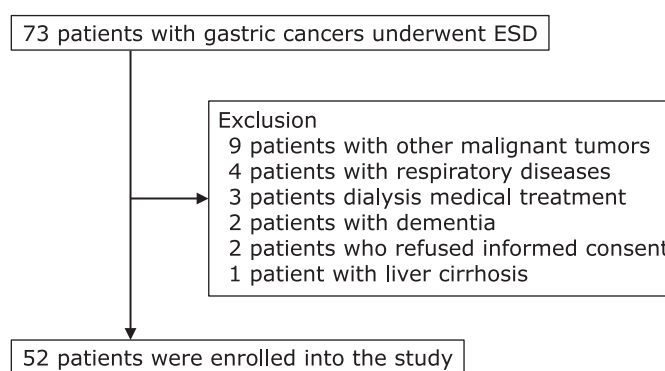 73 patients with gastric cancers underwent ESD
Exclusion
9 patients with other malignant tumors
4 patients with respiratory diseases
3 patients dialysis medical treatment
2 patients with dementia
2 patients who refused informed consent
1 patient with liver cirrhosis
52 patients were enrolled into the study